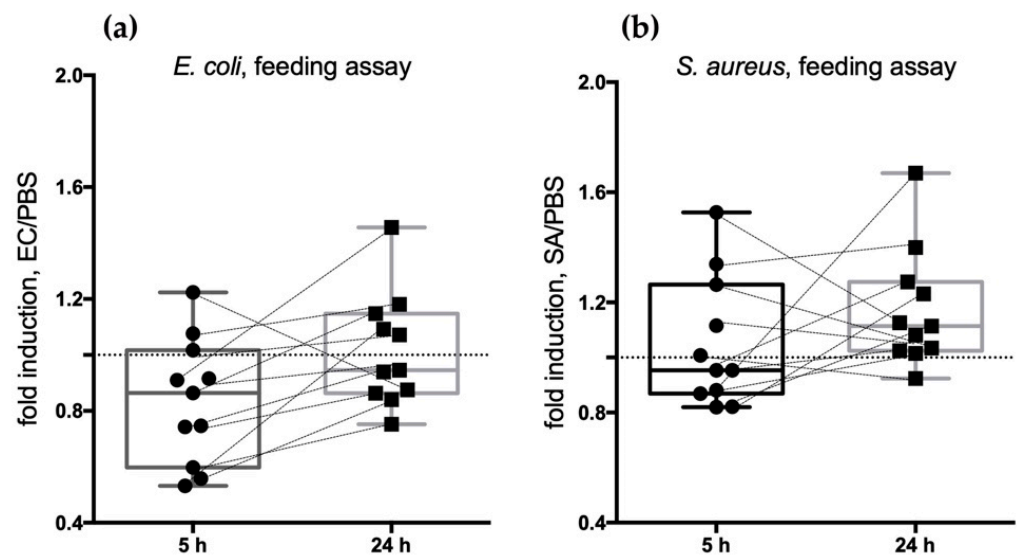 (a)
E. coli, feeding assay
fold induction, EC/PBS
2.0
1.6
1.2
0.8
0.4
5 h
24 h
(b)
S. aureus, feeding assay
fold induction, SA/PBS
2.0
1.6
1.2
0.8
0.4
5 h
24 h